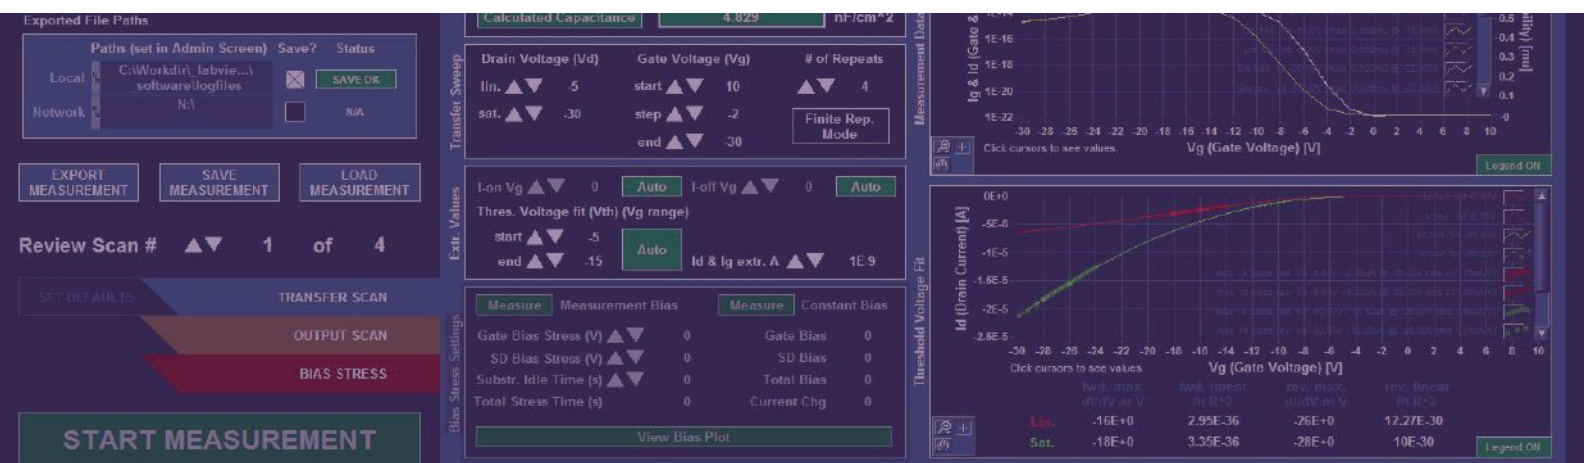 Exported File Paths
Paths (set in Admin Screen) Save? Status
Local C:\Workdir\_labvie...\
_software\logfiles
SAVE OK
Network N:\
N/A
EXPORT
MEASUREMENT
SAVE
MEASUREMENT
LOAD
MEASUREMENT
Review Scan # 1 of 4
SET DEFAULTS
TRANSFER SCAN
OUTPUT SCAN
BIAS STRESS
START MEASUREMENT
Calculated Capacitance 4.829 nF/cm^2
Transfer Sweep
Drain Voltage (Vd) Gate Voltage (Vg) # of Repeats
lin. -5 start 10 4
sat. -30 step -2
Finite Rep.
Mode
end -30
Extr. Values
I-on Vg 0 Auto I-off Vg 0 Auto
Thres. Voltage fit (Vth) (Vg range)
start -5
Auto
end -15 Id & Ig extr. A 1E-9
Bias Stress Settings
Measure Measurement Bias Measure Constant Bias
Gate Bias Stress (V) 0 Gate Bias 0
SD Bias Stress (V) 0 SD Bias 0
Substr. Idle Time (s) 0 Total Bias 0
Total Stress Time (s) 0 Current Chg 0
View Bias Plot
Measurement Data
Ig & Id (Gate &
1E-14
1E-16
1E-18
1E-20
1E-22
-30 -28 -26 -24 -22 -20 -18 -16 -14 -12 -10 -8 -6 -4 -2 0 2 4 6 8 10
0.5
0.4
0.3
0.2
0.1
-0
ility) [mu]
Click cursors to see values. Vg (Gate Voltage) [V]
Legend ON
Threshold Voltage Fit
Id (Drain Current) [A]
0E+0
-5E-6
-1E-5
-1.5E-5
-2E-5
-2.5E-5
-30 -28 -26 -24 -22 -20 -18 -16 -14 -12 -10 -8 -6 -4 -2 0 2 4 6 8 10
Click cursors to see values. Vg (Gate Voltage) [V]
fwd. max. fwd. linear rev. max. rev. linear
dI/dV at V fit R^2 dI/dV at V fit R^2
Lin. -16E+0 2.95E-36 -26E+0 12.27E-30
Sat. -18E+0 3.35E-36 -28E+0 10E-30
Legend ON